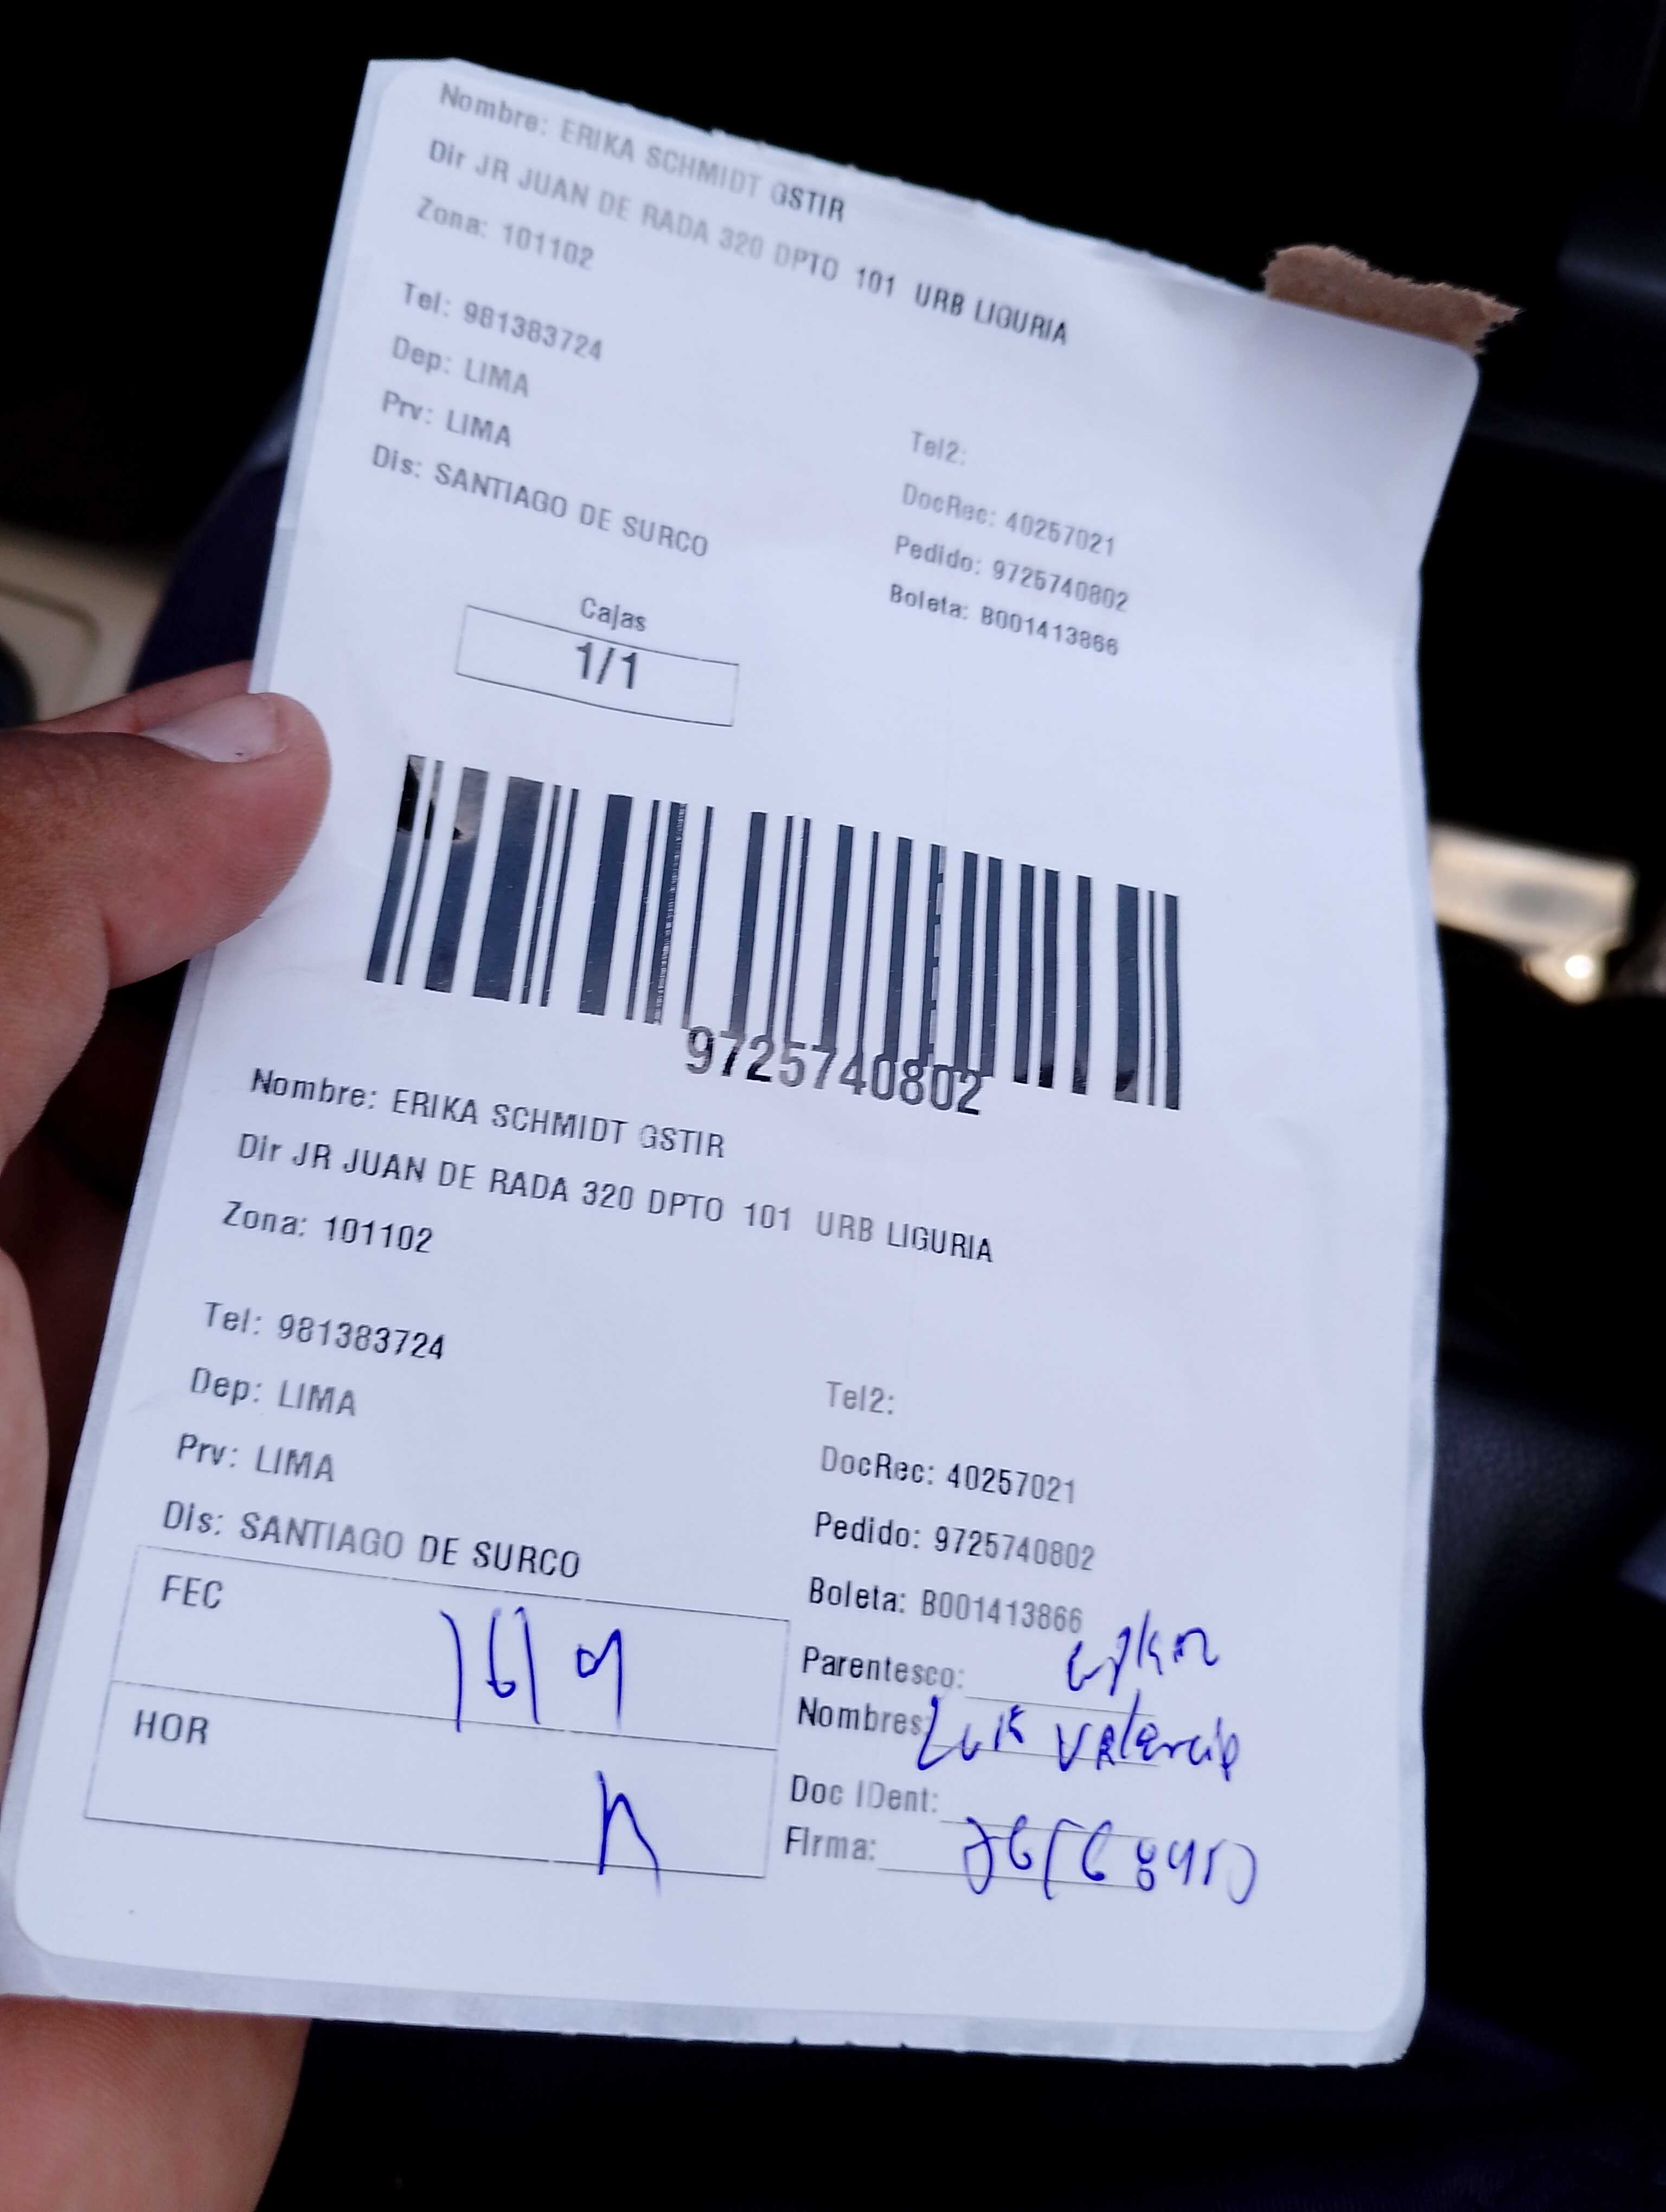 Nombre: ERIKA SCHMIDT GSTIR
Dir JR JUAN DE RADA 320 DPTO 101 URB LIGURIA
Zona: 101102
Tel: 981383724
Dep: LIMA
Prv: LIMA
Dis: SANTIAGO DE SURCO
Tel2:
DocRec: 40257021
Pedido: 9725740802
Boleta: B001413866
Cajas
1/1
9725740802
Nombre: ERIKA SCHMIDT GSTIR
Dir JR JUAN DE RADA 320 DPTO 101 URB LIGURIA
Zona: 101102
Tel: 981383724
Dep: LIMA
Prv: LIMA
Dis: SANTIAGO DE SURCO
Tel2:
DocRec: 40257021
Pedido: 9725740802
Boleta: B001413866
FEC 16/9
HOR
Parentesco:
Nombres: Luis Valencia
Doc IDent:
Firma: